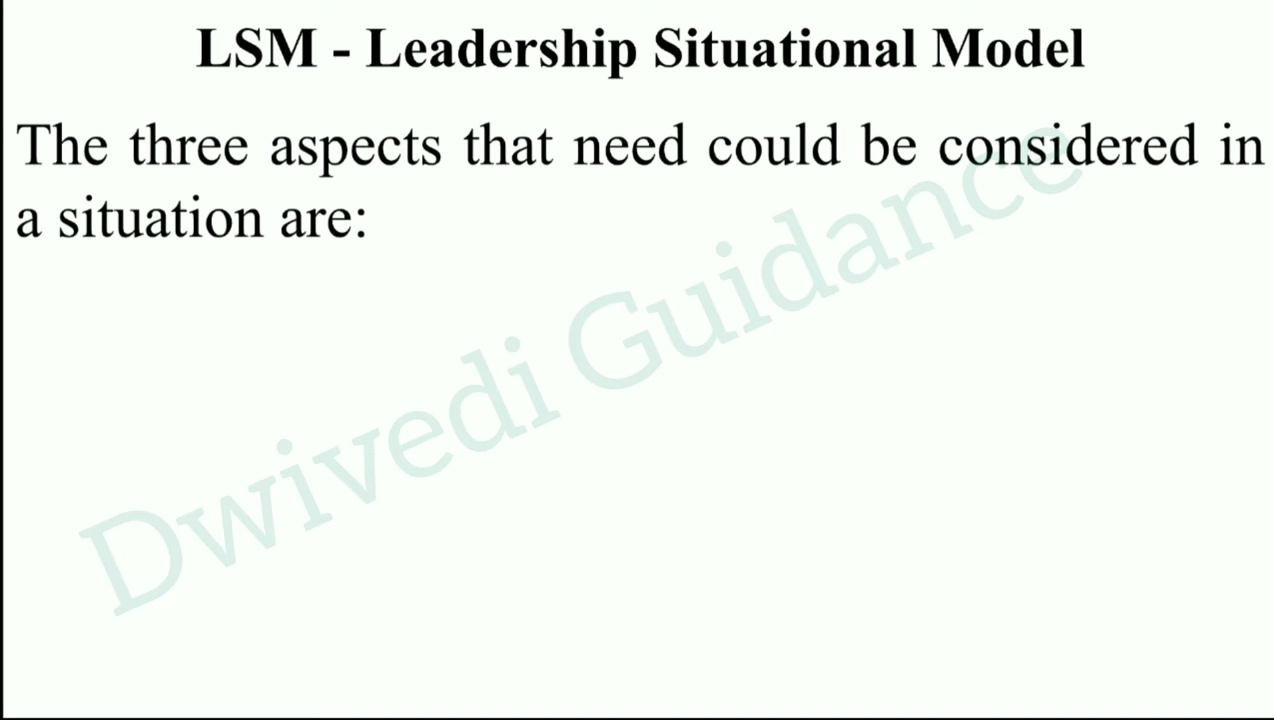 LSM - Leadership Situational Model
The three aspects that need could be considered in
a situation are:
Dwivedi Guidance